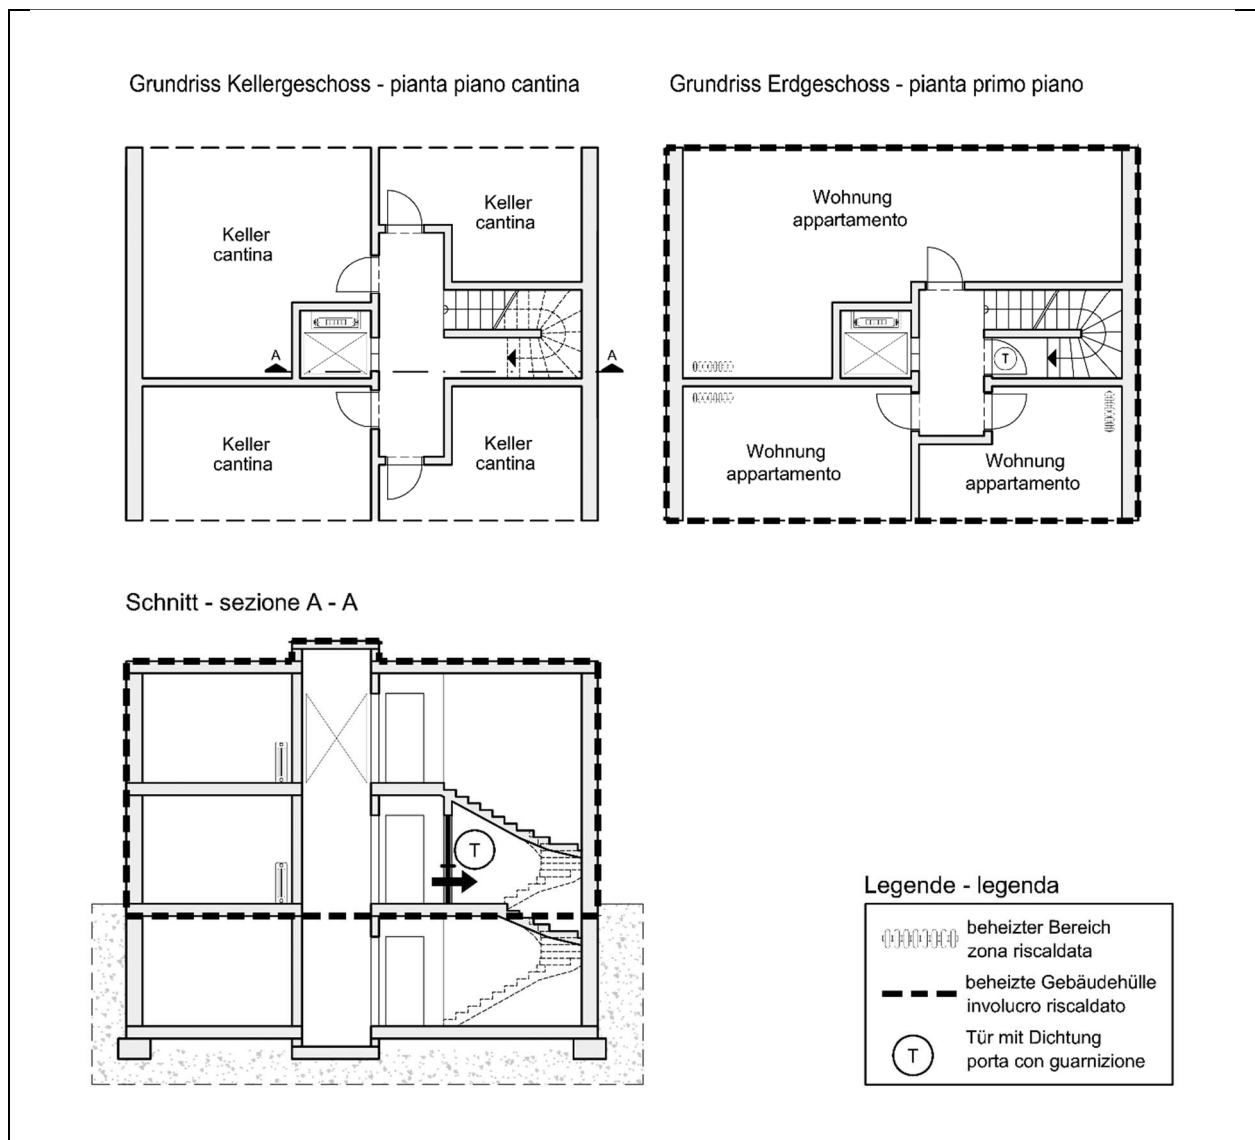 Grundriss Kellergeschoss - pianta piano cantina
Grundriss Erdgeschoss - pianta primo piano
Keller
cantina
Keller
cantina
A
A
Keller
cantina
Keller
cantina
Wohnung
appartamento
T
Wohnung
appartamento
Wohnung
appartamento
Schnitt - sezione A - A
T
Legende - legenda
beheizter Bereich
zona riscaldata
beheizte Gebäudehülle
involucro riscaldato
T
Tür mit Dichtung
porta con guarnizione